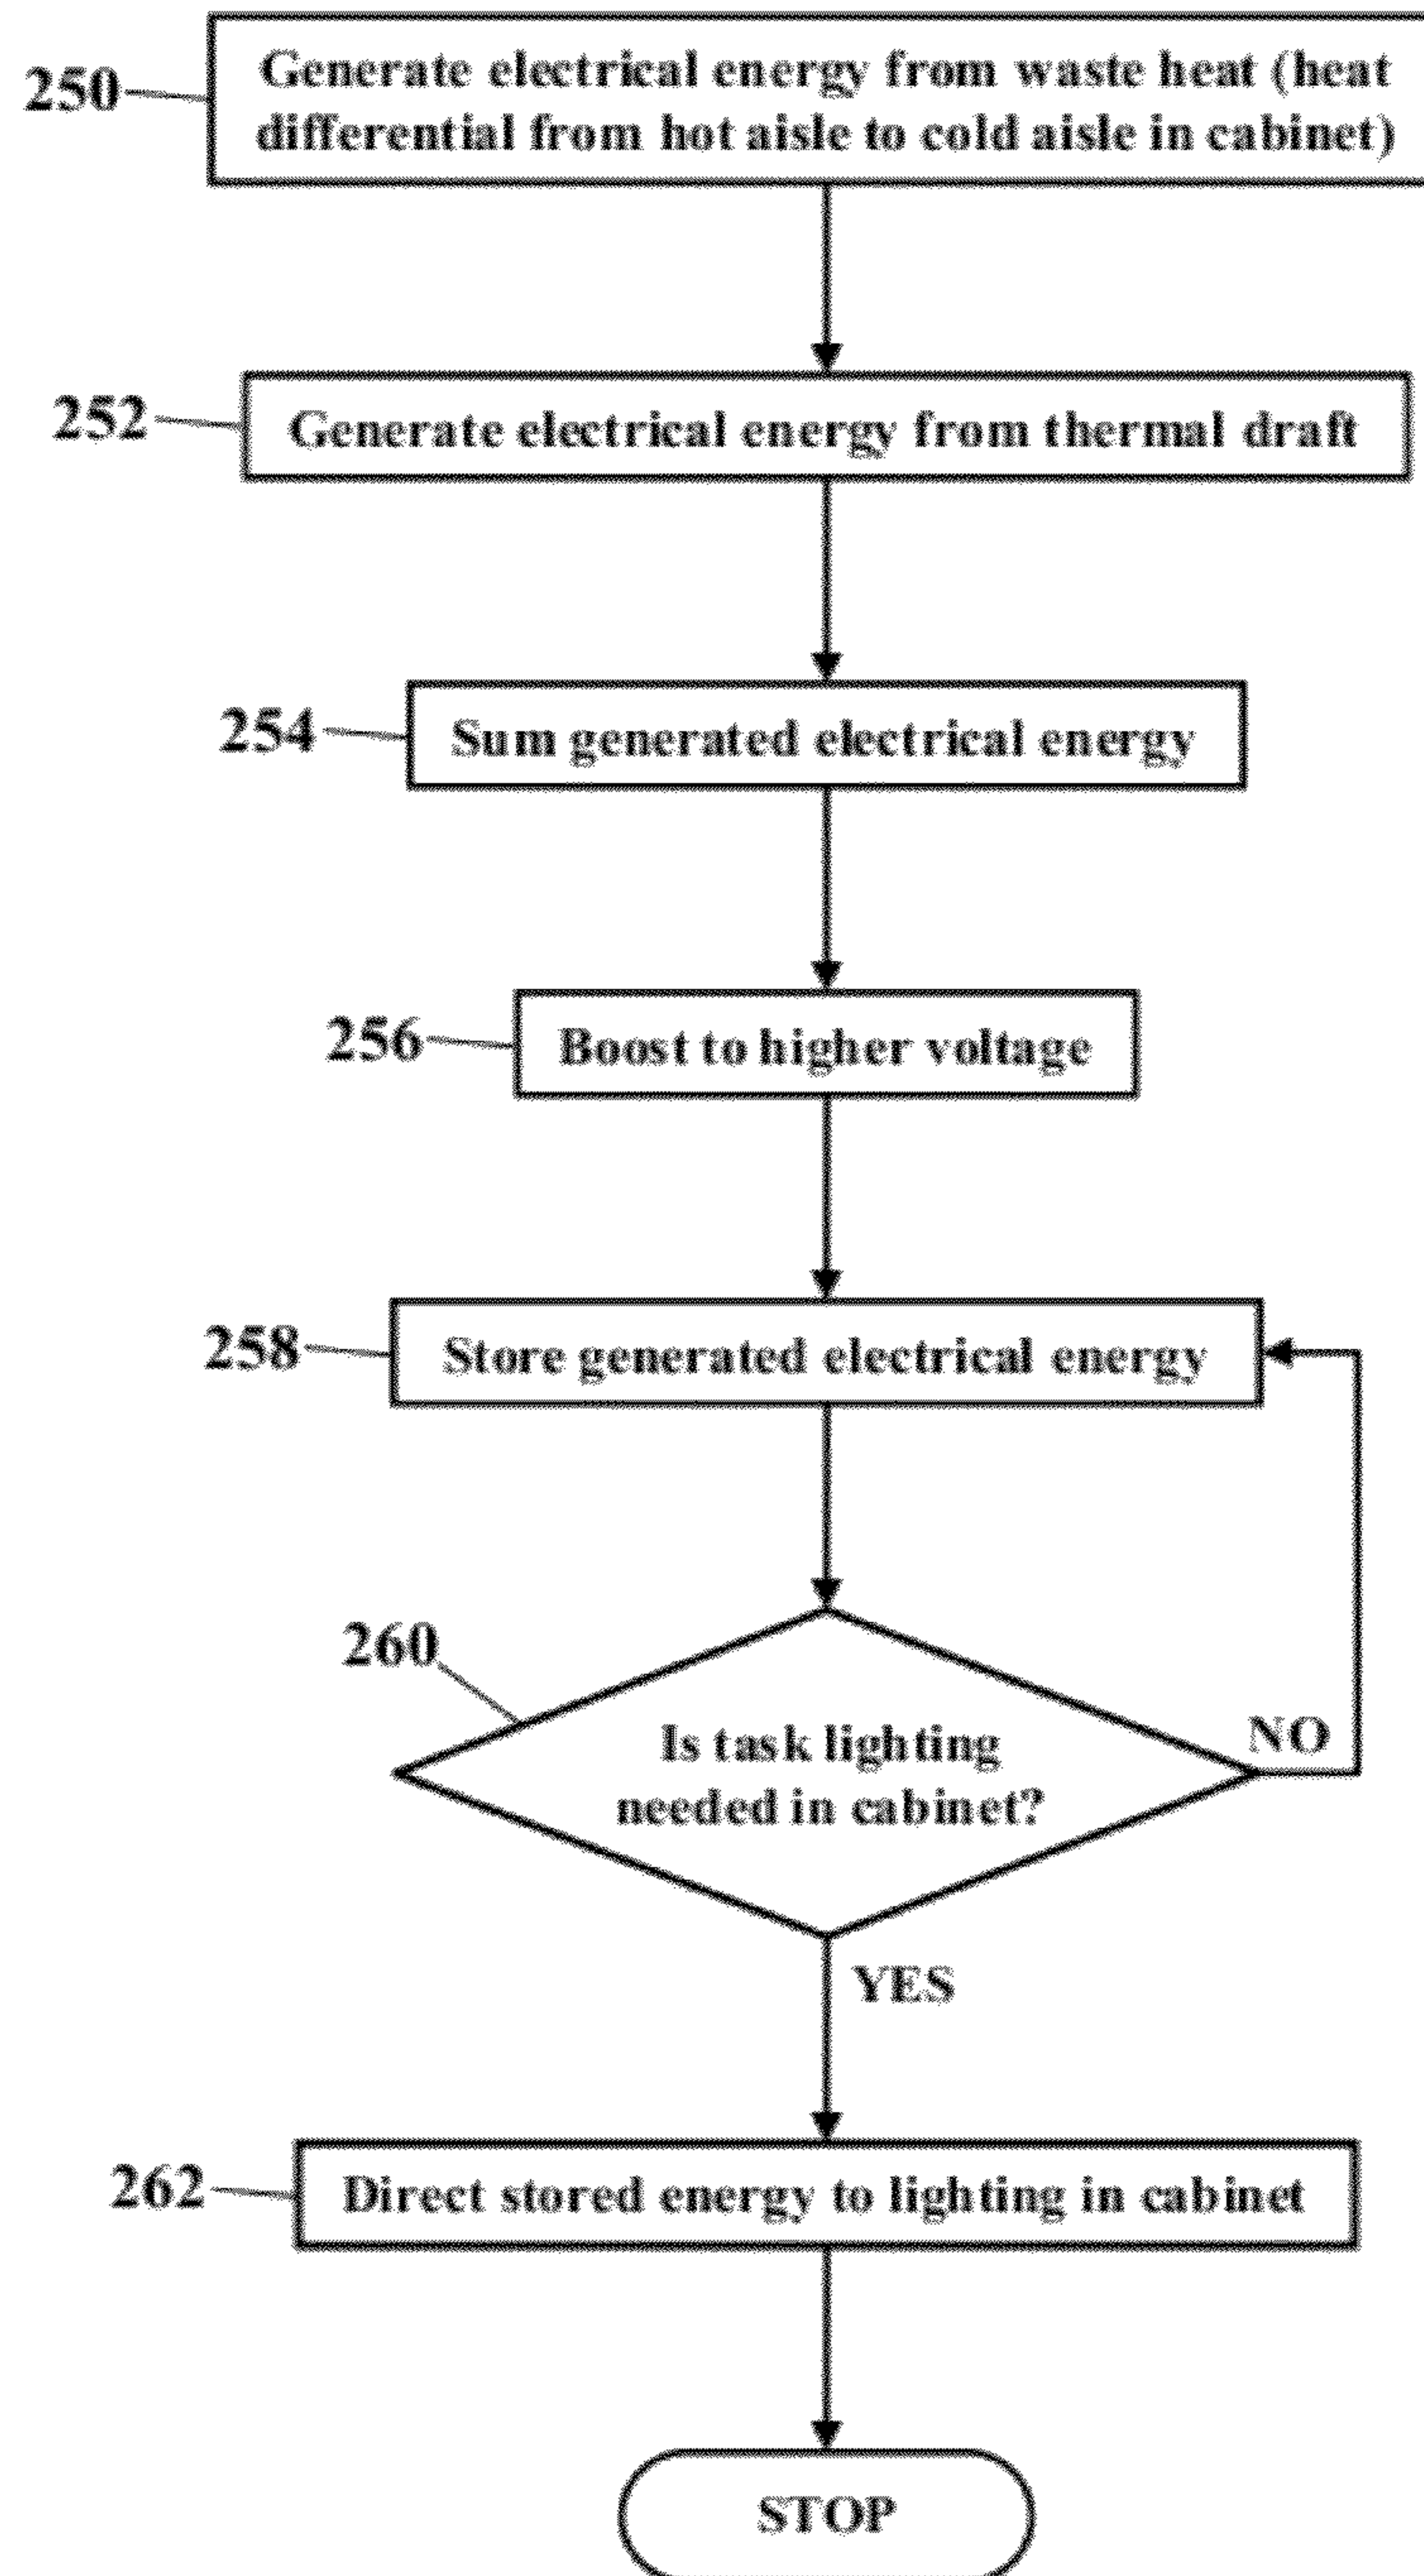 250
Generate electrical energy from waste heat (heat
differential from hot aisle to cold aisle in cabinet)
252
Generate electrical energy from thermal draft
254
Sum generated electrical energy
256
Boost to higher voltage
258
Store generated electrical energy
260
Is task lighting
needed in cabinet?
NO
YES
262
Direct stored energy to lighting in cabinet
STOP